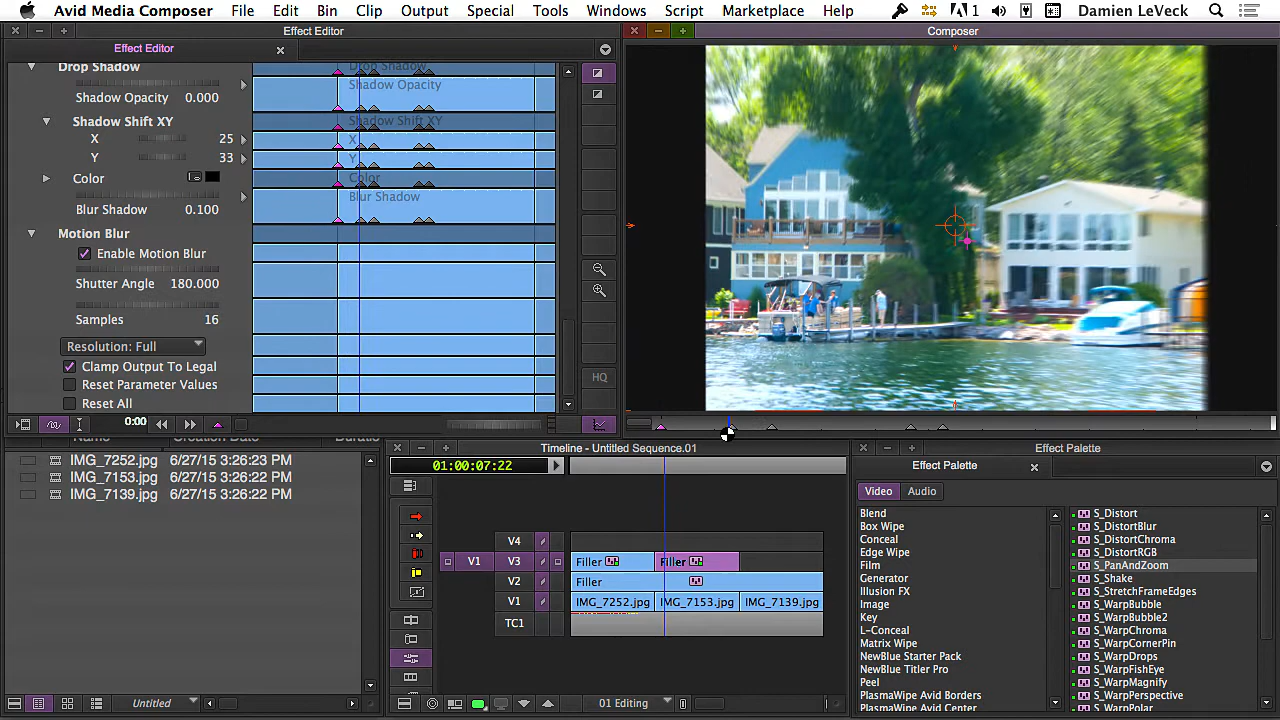 Avid Media Composer File Edit Bin Clip Output Special Tools Windows Script Marketplace Help 1 Damien LeVeck
Effect Editor
Effect Editor
Drop Shadow
Drop Shadow
Shadow Opacity 0.000
Shadow Opacity
Shadow Shift XY
Shadow Shift XY
X 25
X
Y 33
Y
Color
Color
Blur Shadow 0.100
Blur Shadow
Motion Blur
Enable Motion Blur
Shutter Angle 180.000
Samples 16
Resolution: Full
Clamp Output To Legal
Reset Parameter Values
Reset All
HQ
0:00
Composer
Name Creation Date Duratio
IMG_7252.jpg 6/27/15 3:26:23 PM
IMG_7153.jpg 6/27/15 3:26:22 PM
IMG_7139.jpg 6/27/15 3:26:22 PM
Untitled
Timeline - Untitled Sequence.01
01:00:07:22
V4
V1 V3 Filler Filler
V2 Filler
V1 IMG_7252.jpg IMG_7153.jpg IMG_7139.jpg
TC1
01 Editing
Effect Palette
Effect Palette
Video Audio
Blend
Box Wipe
Conceal
Edge Wipe
Film
Generator
Illusion FX
Image
Key
L-Conceal
Matrix Wipe
NewBlue Starter Pack
NewBlue Titler Pro
Peel
PlasmaWipe Avid Borders
PlasmaWipe Avid Center
S_Distort
S_DistortBlur
S_DistortChroma
S_DistortRGB
S_PanAndZoom
S_Shake
S_StretchFrameEdges
S_WarpBubble
S_WarpBubble2
S_WarpChroma
S_WarpCornerPin
S_WarpDrops
S_WarpFishEye
S_WarpMagnify
S_WarpPerspective
S_WarpPolar